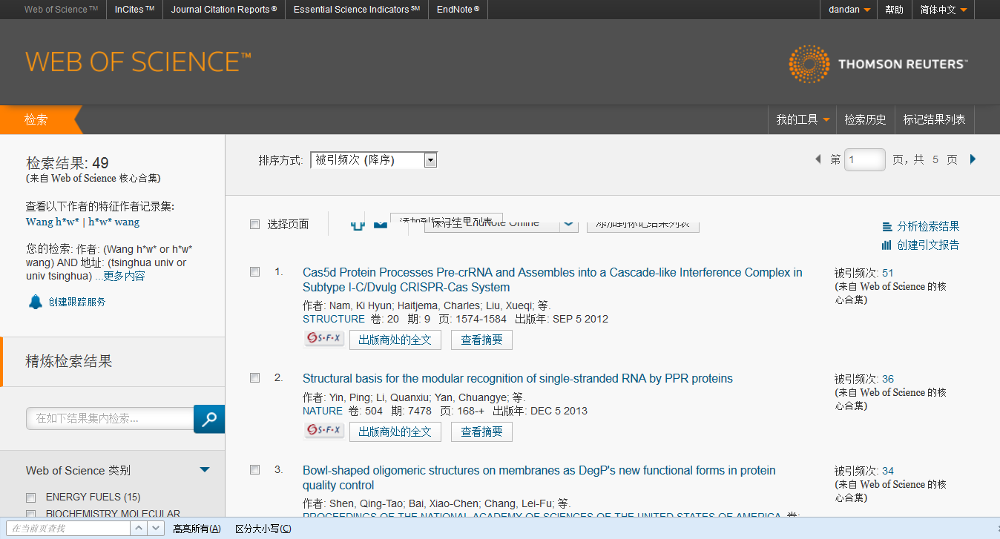 Web of Science™ InCites™ Journal Citation Reports® Essential Science Indicators℠ EndNote® dandan 帮助 简体中文
WEB OF SCIENCE™
THOMSON REUTERS™
检索 我的工具 检索历史 标记结果列表
检索结果: 49
(来自 Web of Science 核心合集)
查看以下作者的特征作者记录集:
Wang h*w* | h*w* wang
您的检索: 作者: (Wang h*w* or h*w*
wang) AND 地址: (tsinghua univ or
univ tsinghua) ...更多内容
创建跟踪服务
精炼检索结果
在如下结果集内检索...
Web of Science 类别
ENERGY FUELS (15)
BIOCHEMISTRY MOLECULAR
排序方式: 被引频次 (降序)
第 1 页，共 5 页
选择页面 添加到标记结果列表
分析检索结果
创建引文报告
1. Cas5d Protein Processes Pre-crRNA and Assembles into a Cascade-like Interference Complex in
Subtype I-C/Dvulg CRISPR-Cas System
作者: Nam, Ki Hyun; Haitjema, Charles; Liu, Xueqi; 等.
STRUCTURE 卷: 20 期: 9 页: 1574-1584 出版年: SEP 5 2012
S·F·X 出版商处的全文 查看摘要
被引频次: 51
(来自 Web of Science 的核
心合集)
2. Structural basis for the modular recognition of single-stranded RNA by PPR proteins
作者: Yin, Ping; Li, Quanxiu; Yan, Chuangye; 等.
NATURE 卷: 504 期: 7478 页: 168-+ 出版年: DEC 5 2013
S·F·X 出版商处的全文 查看摘要
被引频次: 36
(来自 Web of Science 的核
心合集)
3. Bowl-shaped oligomeric structures on membranes as DegP's new functional forms in protein
quality control
作者: Shen, Qing-Tao; Bai, Xiao-Chen; Chang, Lei-Fu; 等.
PROCEEDINGS OF THE NATIONAL ACADEMY OF SCIENCES OF THE UNITED STATES OF AMERICA 卷:
被引频次: 34
(来自 Web of Science 的核
心合集)
在当前页查找 高亮所有(A) 区分大小写(C)